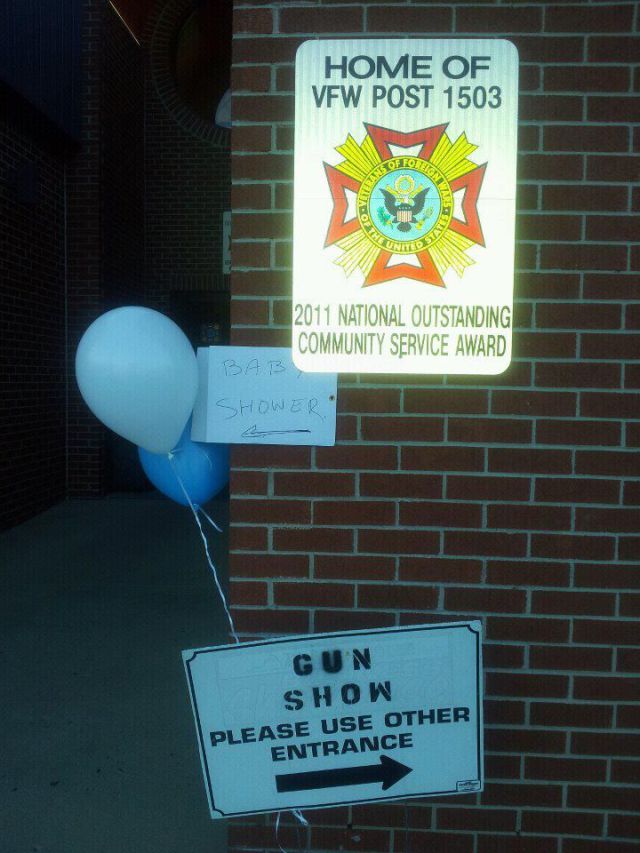 HOME OF
VFW POST 1503
VETERANS OF FOREIGN WARS
OF THE UNITED STATES
2011 NATIONAL OUTSTANDING
COMMUNITY SERVICE AWARD
BABY
SHOWER
GUN
SHOW
PLEASE USE OTHER
ENTRANCE